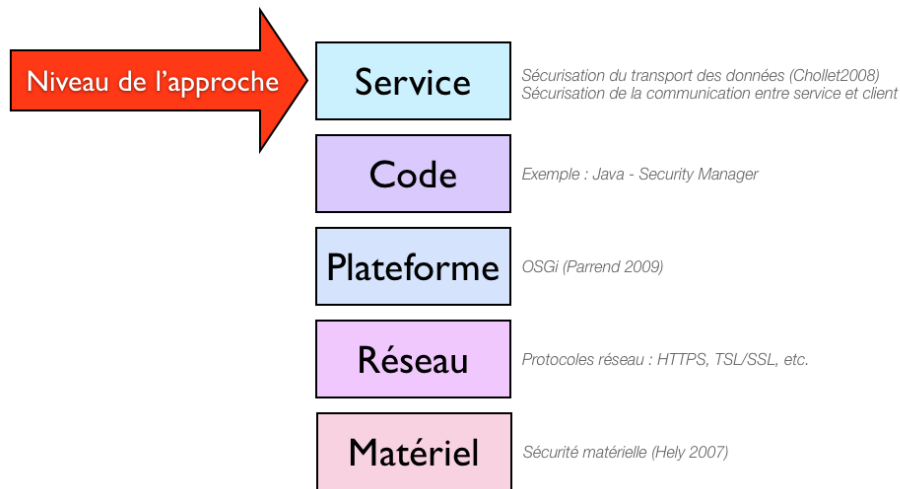 Niveau de l'approche
Service
Sécurisation du transport des données (Chollet2008)
Sécurisation de la communication entre service et client
Code
Exemple : Java - Security Manager
Plateforme
OSGi (Parrend 2009)
Réseau
Protocoles réseau : HTTPS, TSL/SSL, etc.
Matériel
Sécurité matérielle (Hely 2007)